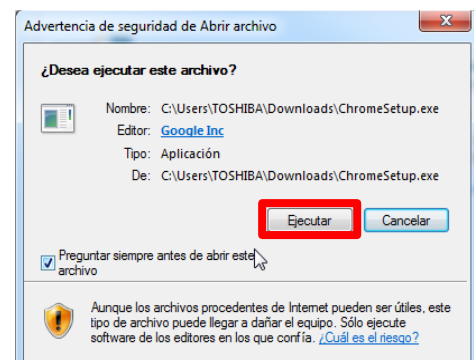 Advertencia de seguridad de Abrir archivo
¿Desea ejecutar este archivo?
Nombre: C:\Users\TOSHIBA\Downloads\ChromeSetup.exe
Editor: Google Inc
Tipo: Aplicación
De: C:\Users\TOSHIBA\Downloads\ChromeSetup.exe
Ejecutar Cancelar
Preguntar siempre antes de abrir este
archivo
Aunque los archivos procedentes de Internet pueden ser útiles, este
tipo de archivo puede llegar a dañar el equipo. Sólo ejecute
software de los editores en los que confía. ¿Cuál es el riesgo?